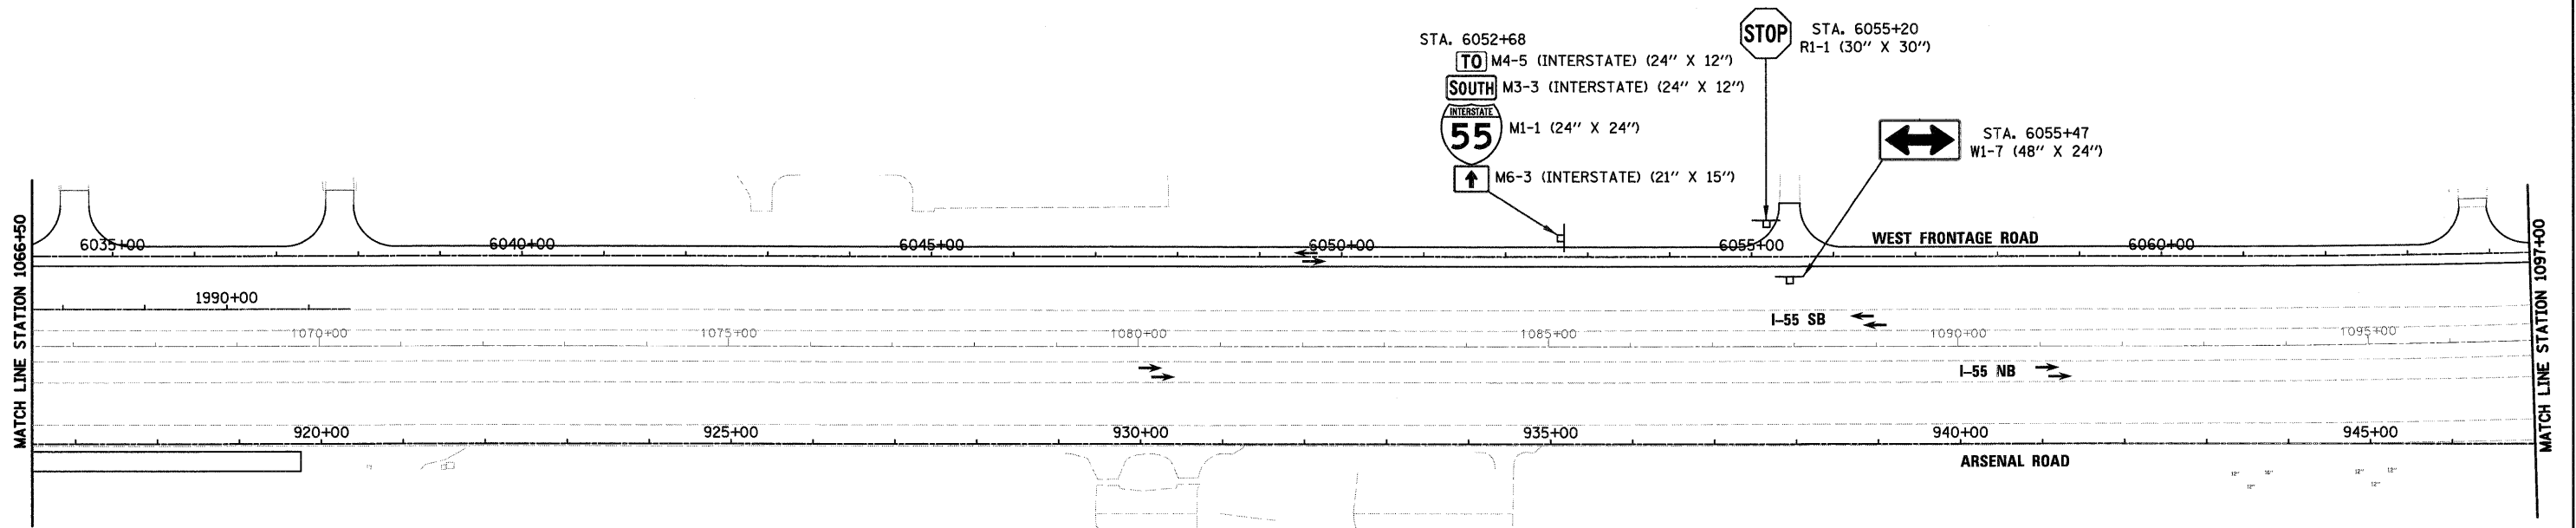 STA. 6052+68
TO M4-5 (INTERSTATE) (24" X 12")
SOUTH M3-3 (INTERSTATE) (24" X 12")
INTERSTATE
55 M1-1 (24" X 24")
M6-3 (INTERSTATE) (21" X 15")
STOP
STA. 6055+20
R1-1 (30" X 30")
STA. 6055+47
W1-7 (48" X 24")
MATCH LINE STATION 1066+50
6035+00 6040+00 6045+00 6050+00 6055+00 WEST FRONTAGE ROAD 6060+00
1990+00
I-55 SB
1070+00 1075+00 1080+00 1085+00 1090+00 1095+00
I-55 NB
920+00 925+00 930+00 935+00 940+00 945+00
ARSENAL ROAD
MATCH LINE STATION 1097+00